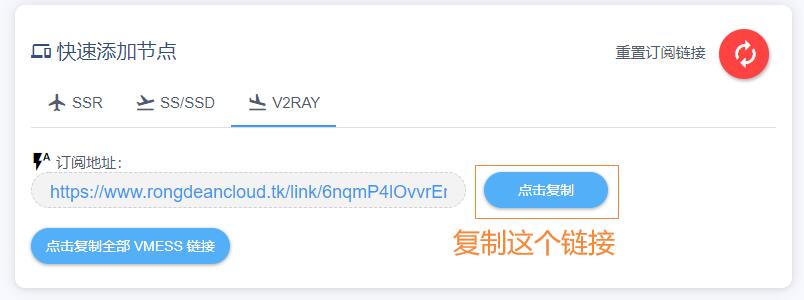 快速添加节点
重置订阅链接
SSR
SS/SSD
V2RAY
A 订阅地址：
https://www.rongdeancloud.tk/link/6nqmP4lOvvrEr
点击复制
复制这个链接
点击复制全部 VMESS 链接